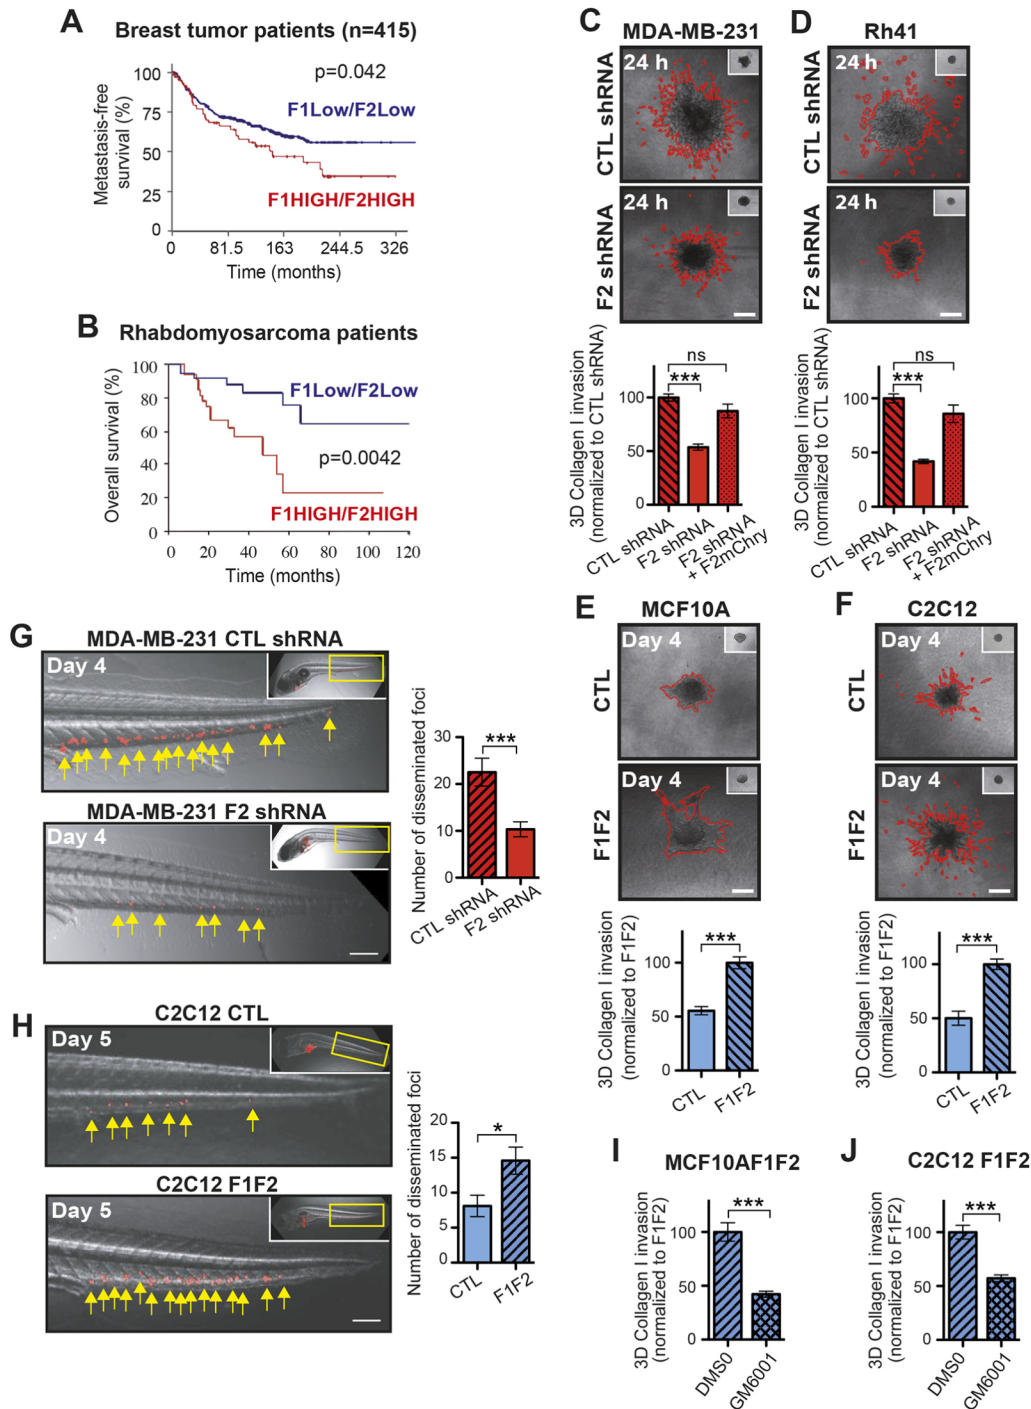 A
Breast tumor patients (n=415)
Metastasis-free
survival (%)
100
75
50
25
0
p=0.042
F1Low/F2Low
F1HIGH/F2HIGH
0 81.5 163 244.5 326
Time (months)
B
Rhabdomyosarcoma patients
Overall survival (%)
100
80
60
40
20
0
F1Low/F2Low
p=0.0042
F1HIGH/F2HIGH
0 20 40 60 80 100 120
Time (months)
C
MDA-MB-231
CTL shRNA
24 h
F2 shRNA
24 h
3D Collagen I invasion
(normalized to CTL shRNA)
100
50
0
ns
***
CTL shRNA
F2 shRNA
F2 shRNA
+ F2mChry
D
Rh41
CTL shRNA
24 h
F2 shRNA
24 h
3D Collagen I invasion
(normalized to CTL shRNA)
100
50
0
ns
***
CTL shRNA
F2 shRNA
F2 shRNA
+ F2mChry
E
MCF10A
CTL
Day 4
F1F2
Day 4
3D Collagen I invasion
(normalized to F1F2)
100
50
0
***
CTL
F1F2
F
C2C12
CTL
Day 4
F1F2
Day 4
3D Collagen I invasion
(normalized to F1F2)
100
50
0
***
CTL
F1F2
G
MDA-MB-231 CTL shRNA
Day 4
MDA-MB-231 F2 shRNA
Day 4
Number of disseminated foci
30
20
10
0
***
CTL shRNA
F2 shRNA
H
C2C12 CTL
Day 5
C2C12 F1F2
Day 5
Number of disseminated foci
20
15
10
5
0
*
CTL
F1F2
I
MCF10AF1F2
3D Collagen I invasion
(normalized to F1F2)
100
50
0
***
DMS0
GM6001
J
C2C12 F1F2
3D Collagen I invasion
(normalized to F1F2)
100
50
0
***
DMS0
GM6001